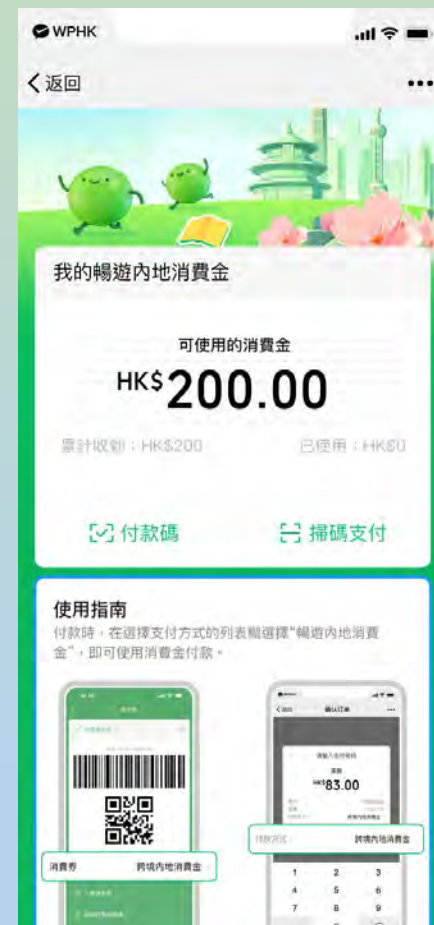 WPHK
返回
我的暢遊內地消費金
可使用的消費金
HK$200.00
累計收到：HK$200
已使用：HK$0
付款碼
掃碼支付
使用指南
付款時，在選擇支付方式的列表欄選擇“暢遊內地消費
金”，即可使用消費金付款。
消費券 跨境內地消費金
HK$83.00
付款方式 跨境內地消費金
1 2 3
4 5 6
7 8 9